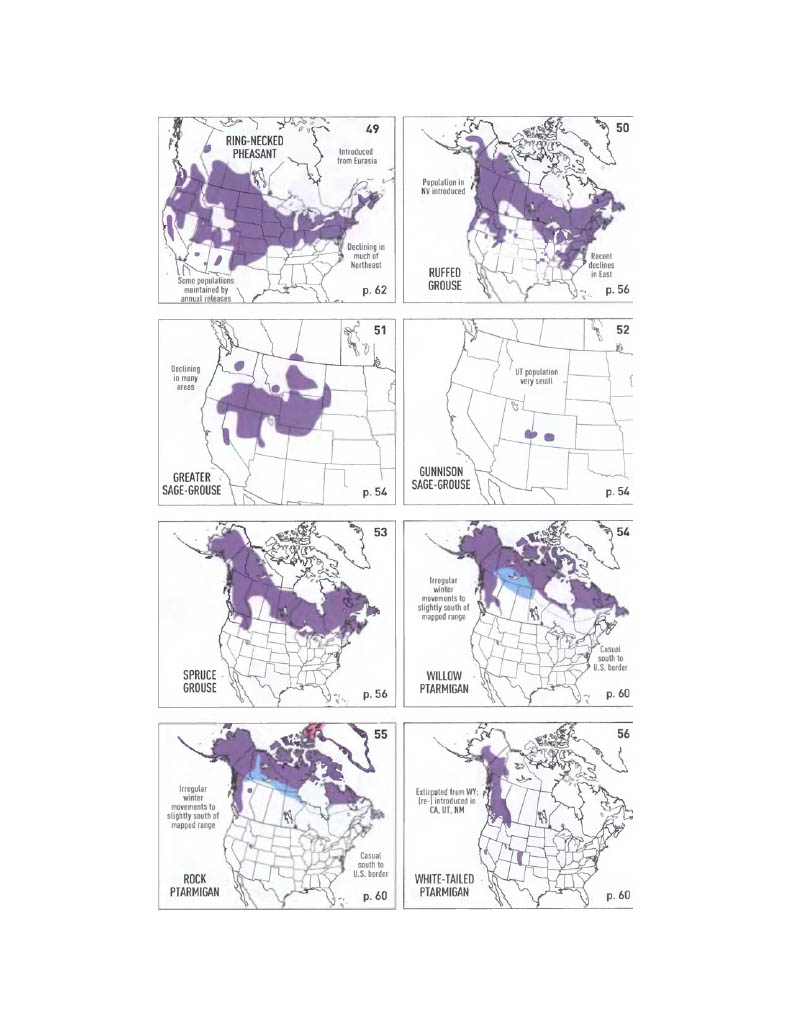 49
RING-NECKED
PHEASANT
Introduced
from Eurasia
Declining in
much of
Northeast
Some populations
maintained by
annual releases
p. 62
50
Population in
NV introduced
Recent
declines
in East
RUFFED
GROUSE
p. 56
51
Declining
in many
areas
GREATER
SAGE-GROUSE
p. 54
52
UT population
very small
GUNNISON
SAGE-GROUSE
p. 54
53
SPRUCE
GROUSE
p. 56
54
Irregular
winter
movements to
slightly south of
mapped range
Casual
south to
U.S. border
WILLOW
PTARMIGAN
p. 60
55
Irregular
winter
movements to
slightly south of
mapped range
Casual
south to
U.S. border
ROCK
PTARMIGAN
p. 60
56
Extirpated from WY;
(re-) introduced in
CA, UT, NM
WHITE-TAILED
PTARMIGAN
p. 60